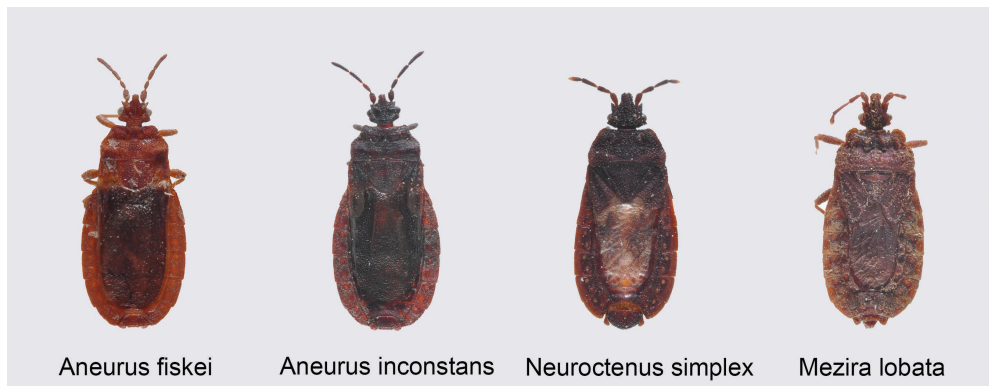 Aneurus fiskei
Aneurus inconstans
Neuroctenus simplex
Mezira lobata